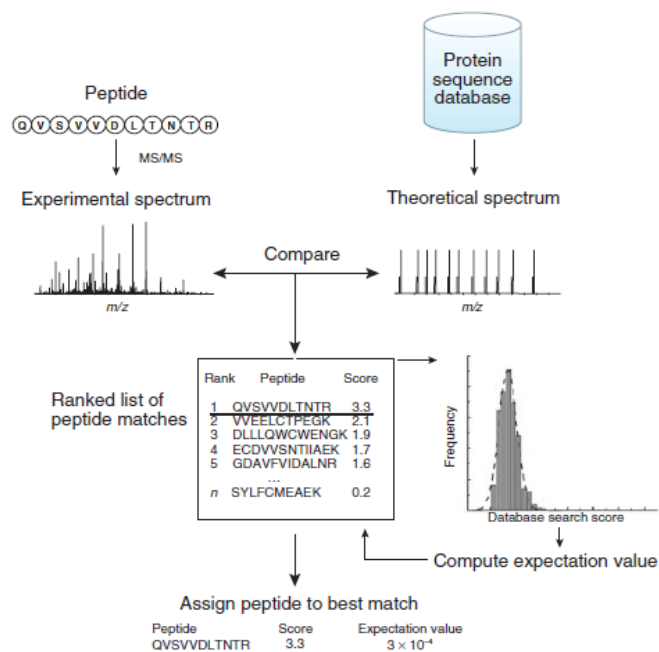 Protein
sequence
database
Peptide
Q V S V V D L T N T R
MS/MS
Experimental spectrum
Theoretical spectrum
Compare
m/z
m/z
Ranked list of
peptide matches
Rank Peptide Score
1 QVSVVDLTNTR 3.3
2 VVEELCTPEGK 2.1
3 DLLLQWCWENGK 1.9
4 ECDVVSNTIIAEK 1.7
5 GDAVFVIDALNR 1.6
...
n SYLFCMEAEK 0.2
Frequency
Database search score
Compute expectation value
Assign peptide to best match
Peptide Score Expectation value
QVSVVDLTNTR 3.3 3 × 10⁻⁴